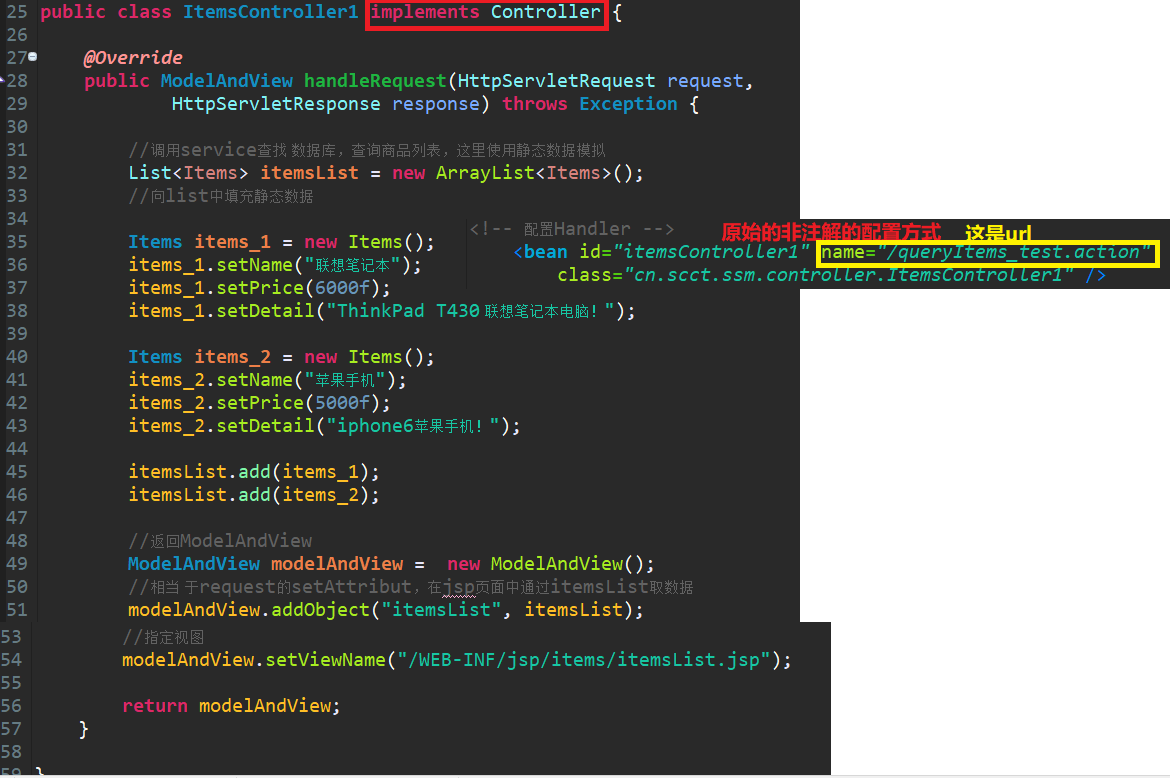 25 public class ItemsController1 implements Controller {
26
27 @Override
28 public ModelAndView handleRequest(HttpServletRequest request,
29 HttpServletResponse response) throws Exception {
30
31 //调用service查找 数据库，查询商品列表，这里使用静态数据模拟
32 List<Items> itemsList = new ArrayList<Items>();
33 //向list中填充静态数据
34
35 Items items_1 = new Items();
36 items_1.setName("联想笔记本");
37 items_1.setPrice(6000f);
38 items_1.setDetail("ThinkPad T430 联想笔记本电脑！");
39
40 Items items_2 = new Items();
41 items_2.setName("苹果手机");
42 items_2.setPrice(5000f);
43 items_2.setDetail("iphone6苹果手机！");
44
45 itemsList.add(items_1);
46 itemsList.add(items_2);
47
48 //返回ModelAndView
49 ModelAndView modelAndView = new ModelAndView();
50 //相当 于request的setAttribut，在jsp页面中通过itemsList取数据
51 modelAndView.addObject("itemsList", itemsList);
53 //指定视图
54 modelAndView.setViewName("/WEB-INF/jsp/items/itemsList.jsp");
55
56 return modelAndView;
57 }
58
59 }
<!-- 配置Handler -->
原始的非注解的配置方式 这是url
<bean id="itemsController1" name="/queryItems_test.action"
class="cn.scct.ssm.controller.ItemsController1" />